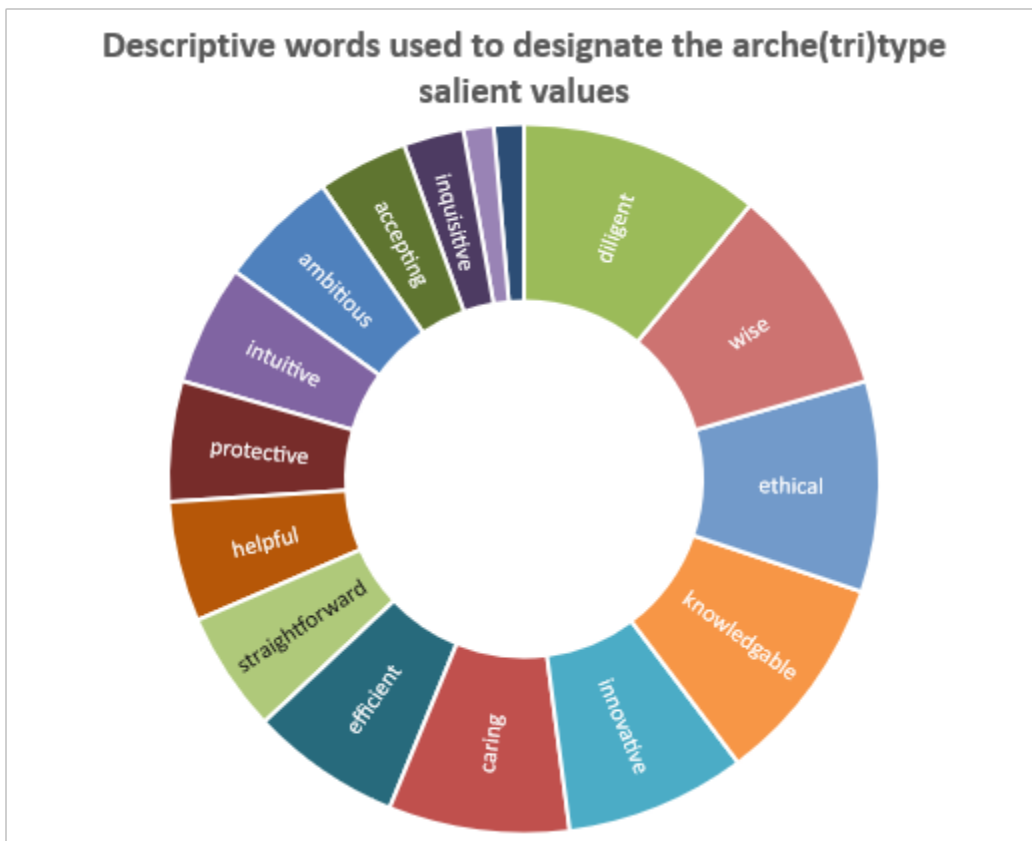 Descriptive words used to designate the arche(tri)type
salient values
diligent
wise
ethical
knowledgable
innovative
caring
efficient
straightforward
helpful
protective
intuitive
ambitious
accepting
inquisitive